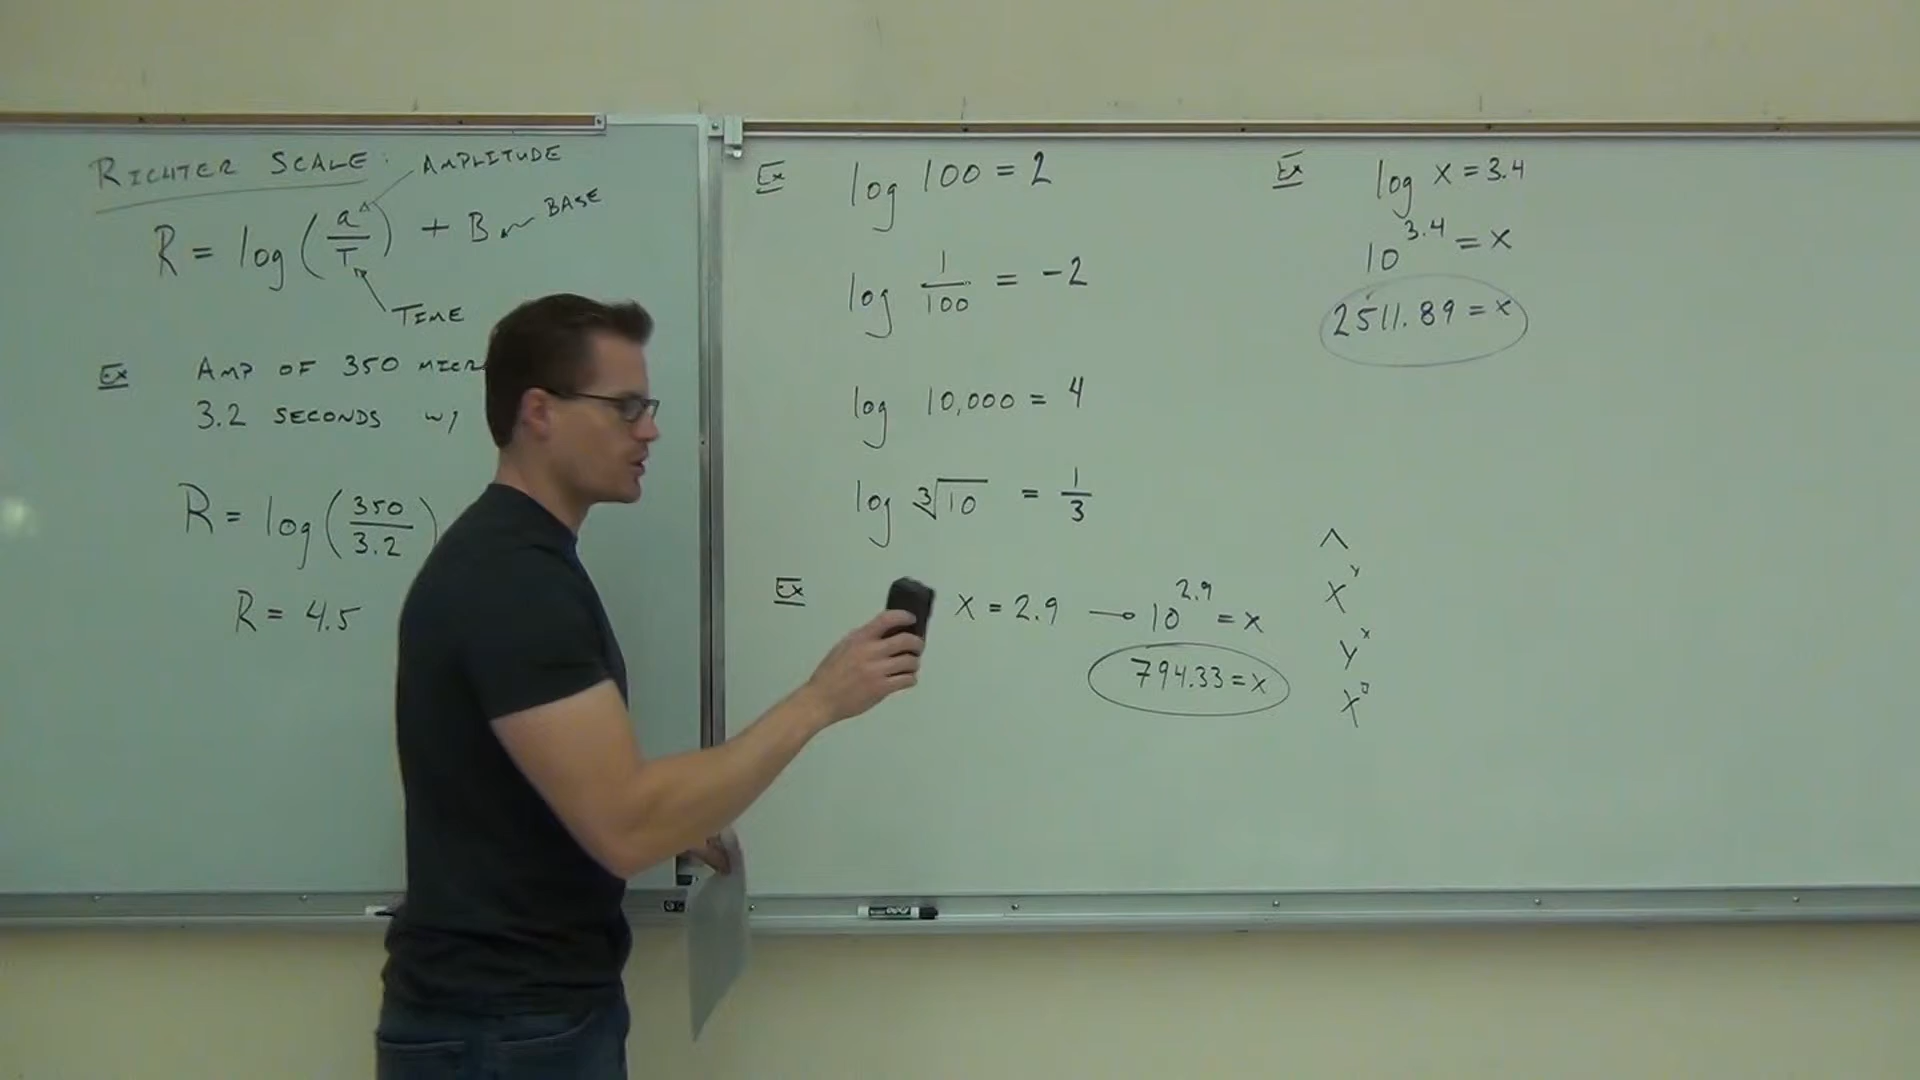 RICHTER SCALE: AMPLITUDE
R = log (a/T) + B BASE
TIME
Ex AMP OF 350
3.2 SECONDS w/
R = log (350/3.2)
R = 4.5
Ex log 100 = 2
log 1/100 = -2
log 10,000 = 4
log ∛10 = 1/3
Ex x = 2.9 → 10^2.9 = x
794.33 = x
^
x^y
y^x
x^□
Ex log x = 3.4
10^3.4 = x
2511.89 = x
EXPO